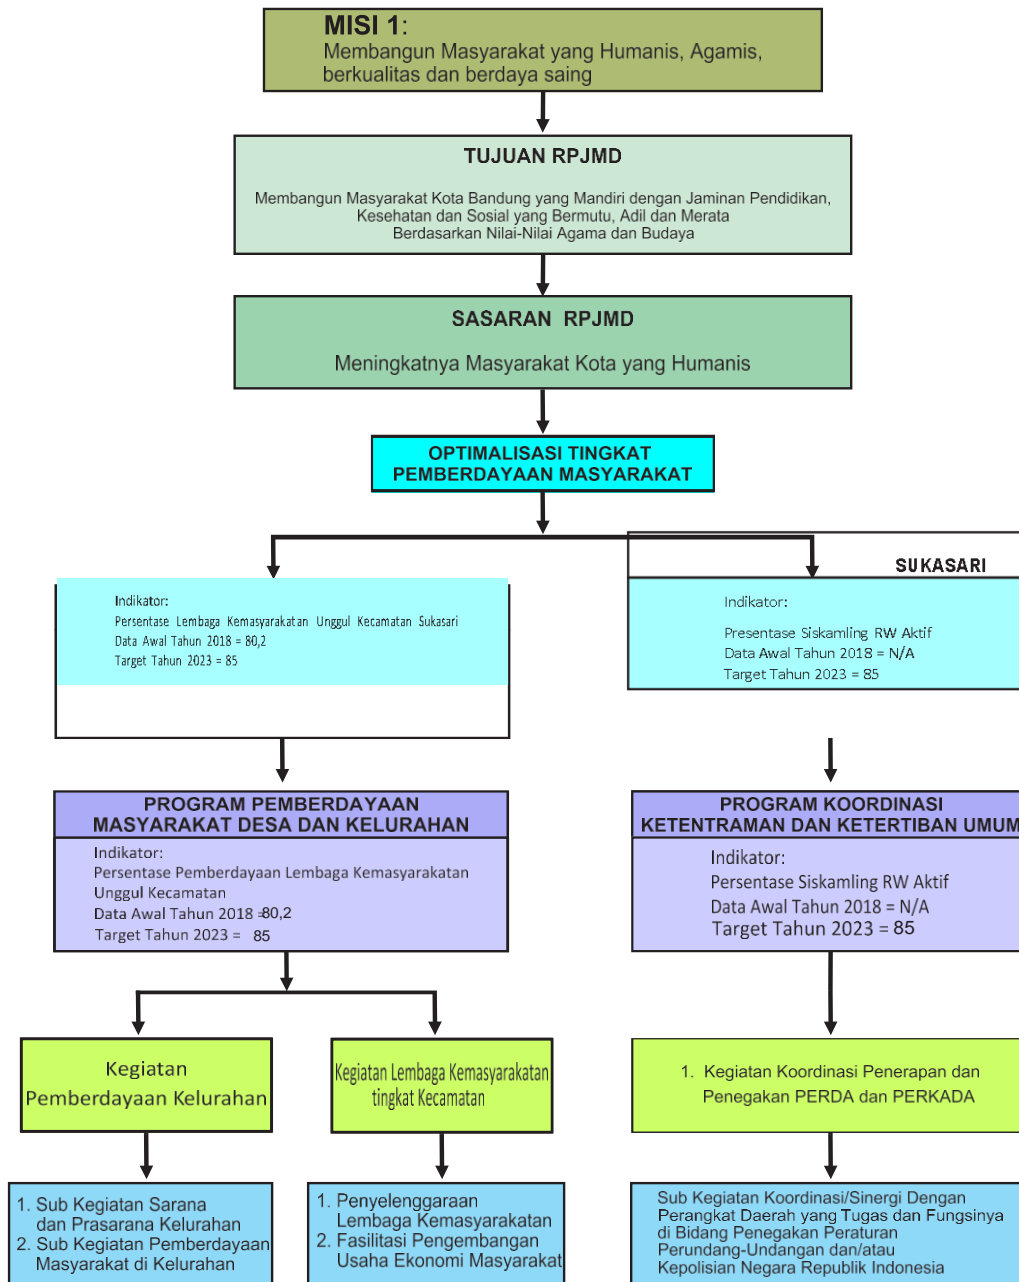 MISI 1:
Membangun Masyarakat yang Humanis, Agamis,
berkualitas dan berdaya saing
TUJUAN RPJMD
Membangun Masyarakat Kota Bandung yang Mandiri dengan Jaminan Pendidikan,
Kesehatan dan Sosial yang Bermutu, Adil dan Merata
Berdasarkan Nilai-Nilai Agama dan Budaya
SASARAN RPJMD
Meningkatnya Masyarakat Kota yang Humanis
OPTIMALISASI TINGKAT
PEMBERDAYAAN MASYARAKAT
Indikator:
Persentase Lembaga Kemasyarakatan Unggul Kecamatan Sukasari
Data Awal Tahun 2018 = 80,2
Target Tahun 2023 = 85
SUKASARI
Indikator:
Presentase Siskamling RW Aktif
Data Awal Tahun 2018 = N/A
Target Tahun 2023 = 85
PROGRAM PEMBERDAYAAN
MASYARAKAT DESA DAN KELURAHAN
Indikator:
Persentase Pemberdayaan Lembaga Kemasyarakatan
Unggul Kecamatan
Data Awal Tahun 2018 =80,2
Target Tahun 2023 = 85
PROGRAM KOORDINASI
KETENTRAMAN DAN KETERTIBAN UMUM
Indikator:
Persentase Siskamling RW Aktif
Data Awal Tahun 2018 = N/A
Target Tahun 2023 = 85
Kegiatan
Pemberdayaan Kelurahan
Kegiatan Lembaga Kemasyarakatan
tingkat Kecamatan
1. Kegiatan Koordinasi Penerapan dan
Penegakan PERDA dan PERKADA
1. Sub Kegiatan Sarana
dan Prasarana Kelurahan
2. Sub Kegiatan Pemberdayaan
Masyarakat di Kelurahan
1. Penyelenggaraan
Lembaga Kemasyarakatan
2. Fasilitasi Pengembangan
Usaha Ekonomi Masyarakat
Sub Kegiatan Koordinasi/Sinergi Dengan
Perangkat Daerah yang Tugas dan Fungsinya
di Bidang Penegakan Peraturan
Perundang-Undangan dan/atau
Kepolisian Negara Republik Indonesia